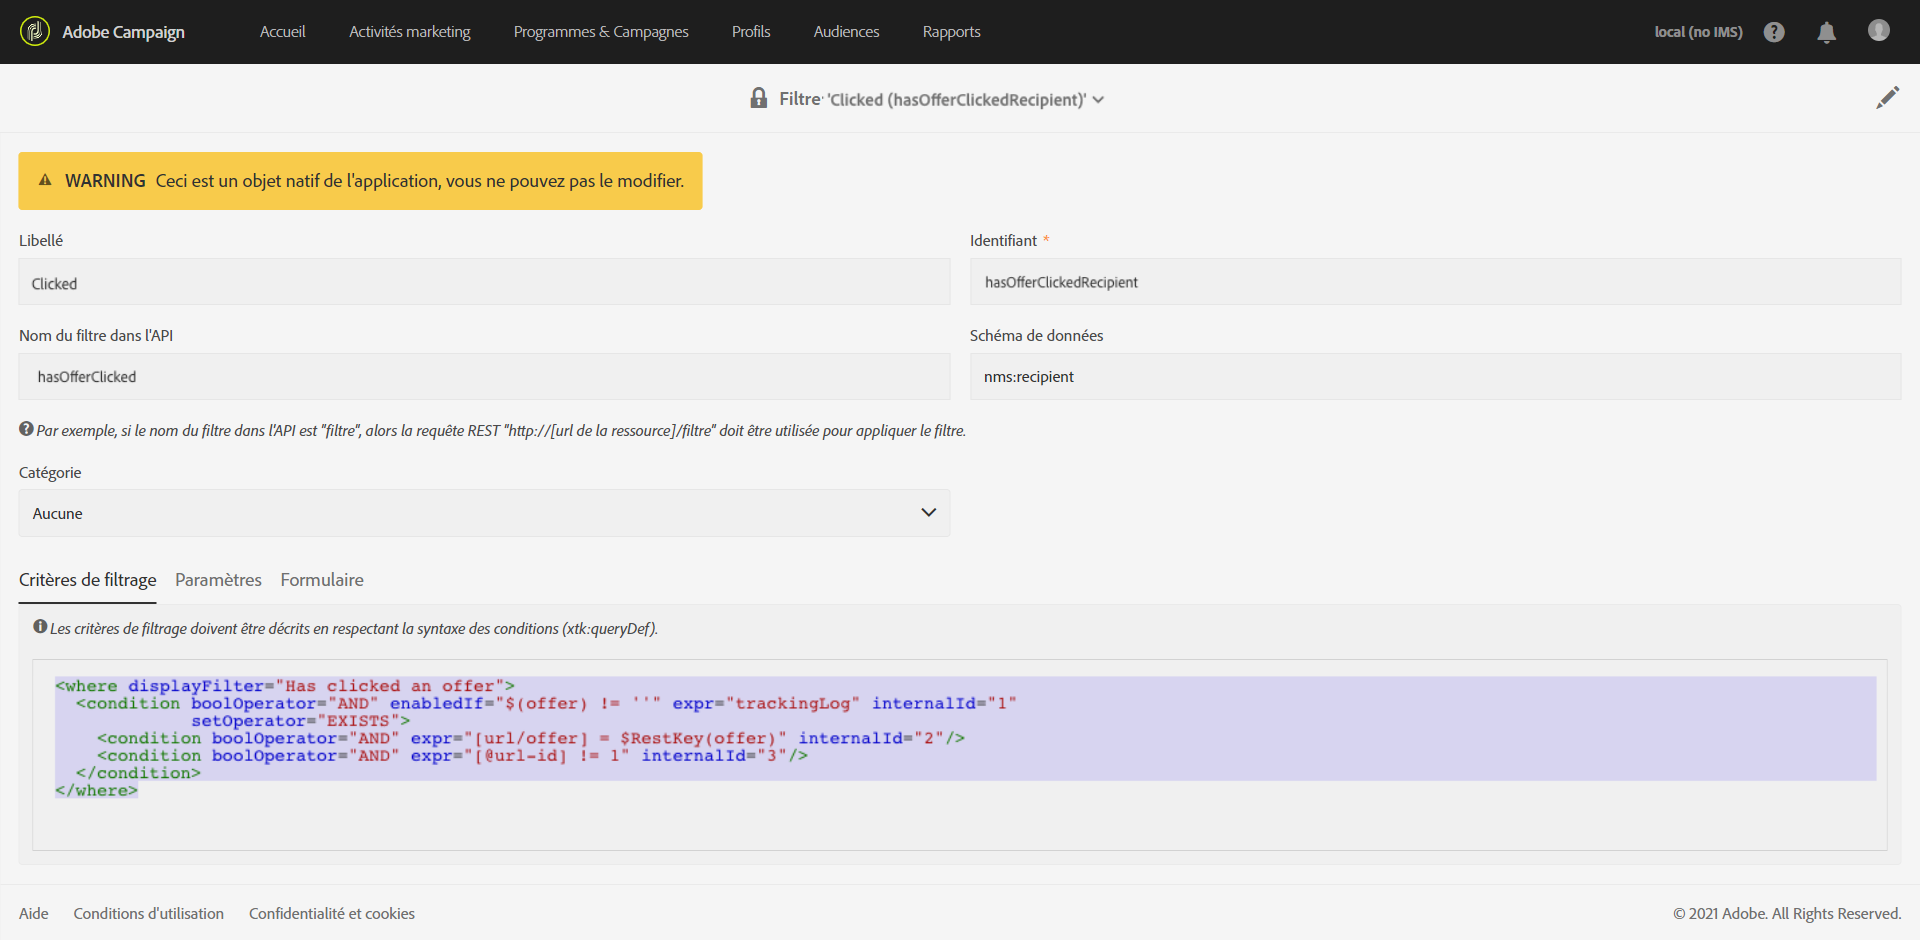 Adobe Campaign Accueil Activités marketing Programmes & Campagnes Profils Audiences Rapports local (no IMS)
Filtre 'Clicked (hasOfferClickedRecipient)'
WARNING Ceci est un objet natif de l'application, vous ne pouvez pas le modifier.
Libellé Identifiant *
Clicked hasOfferClickedRecipient
Nom du filtre dans l'API Schéma de données
hasOfferClicked nms:recipient
Par exemple, si le nom du filtre dans l'API est "filtre", alors la requête REST "http://[url de la ressource]/filtre" doit être utilisée pour appliquer le filtre.
Catégorie
Aucune
Critères de filtrage Paramètres Formulaire
Les critères de filtrage doivent être décrits en respectant la syntaxe des conditions (xtk:queryDef).
<where displayFilter="Has clicked an offer">
<condition boolOperator="AND" enabledIf="$(offer) != ''" expr="trackingLog" internalId="1"
setOperator="EXISTS">
<condition boolOperator="AND" expr="[url/offer] = $RestKey(offer)" internalId="2"/>
<condition boolOperator="AND" expr="[@url-id] != 1" internalId="3"/>
</condition>
</where>
Aide Conditions d'utilisation Confidentialité et cookies © 2021 Adobe. All Rights Reserved.